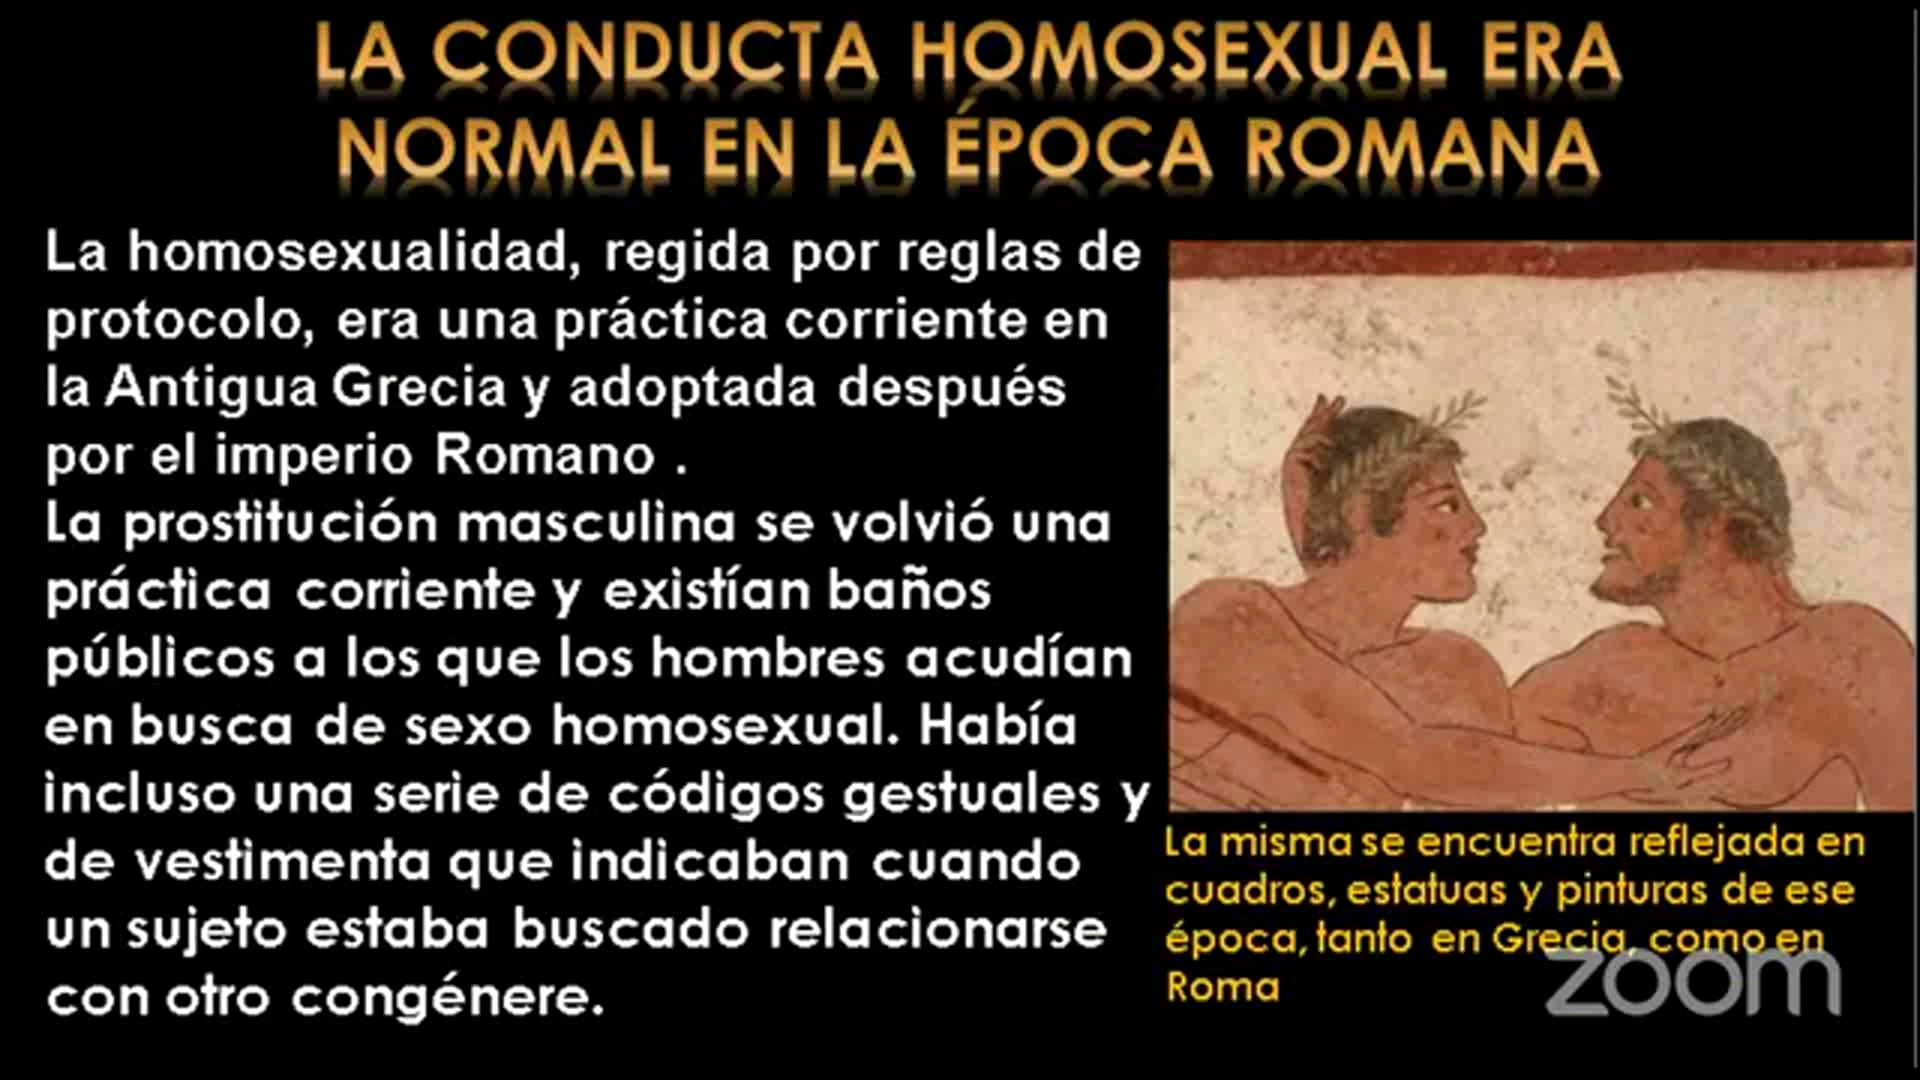 LA CONDUCTA HOMOSEXUAL ERA
NORMAL EN LA ÉPOCA ROMANA
La homosexualidad, regida por reglas de
protocolo, era una práctica corriente en
la Antigua Grecia y adoptada después
por el imperio Romano .
La prostitución masculina se volvió una
práctica corriente y existían baños
públicos a los que los hombres acudían
en busca de sexo homosexual. Había
incluso una serie de códigos gestuales y
de vestimenta que indicaban cuando
un sujeto estaba buscado relacionarse
con otro congénere.
La misma se encuentra reflejada en
cuadros, estatuas y pinturas de ese
época, tanto en Grecia, como en
Roma
zoom